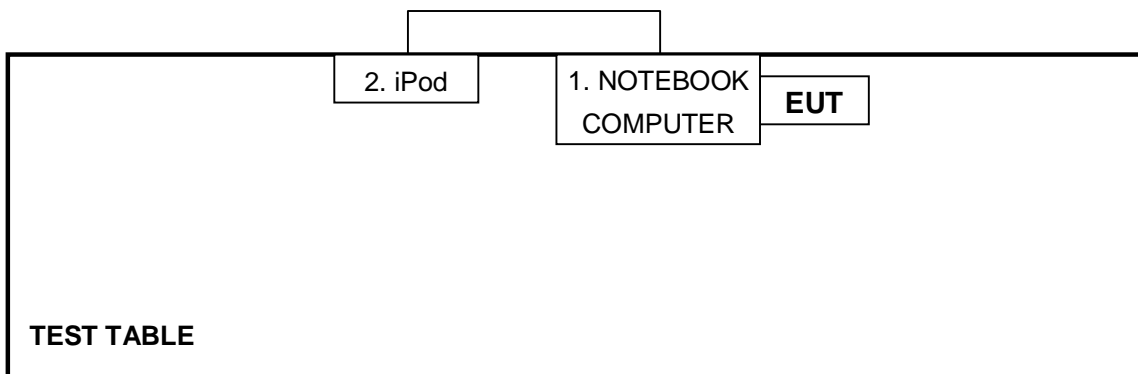 2. iPod
1. NOTEBOOK
COMPUTER
EUT
TEST TABLE